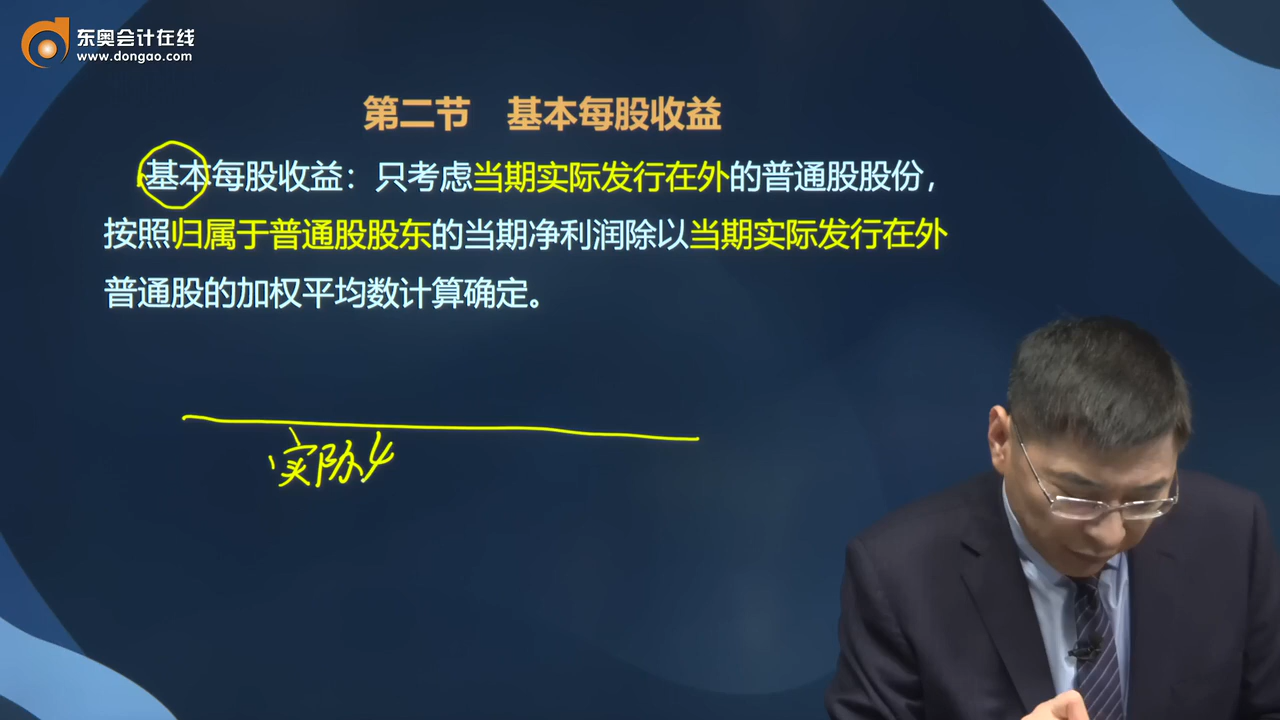 东奥会计在线
www.dongao.com
第二节 基本每股收益
基本每股收益：只考虑当期实际发行在外的普通股股份，
按照归属于普通股股东的当期净利润除以当期实际发行在外
普通股的加权平均数计算确定。
实际